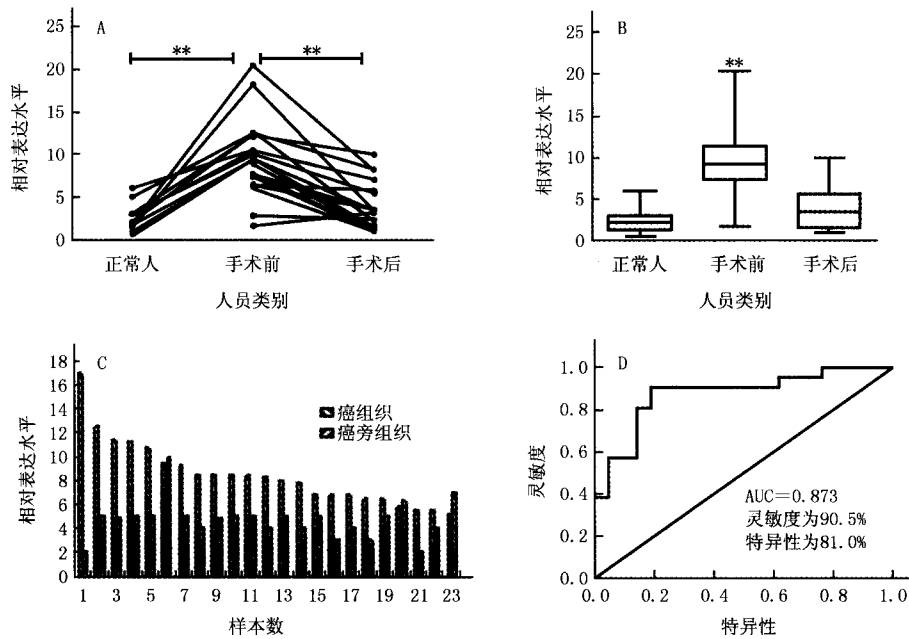 A
相对表达水平
25
20
15
10
5
0
**
**
正常人
手术前
手术后
人员类别
B
相对表达水平
25
20
15
10
5
0
**
正常人
手术前
手术后
人员类别
C
相对表达水平
18
16
14
12
10
8
6
4
2
0
癌组织
癌旁组织
1 3 5 7 9 11 13 15 17 19 21 23
样本数
D
灵敏度
1.0
0.8
0.6
0.4
0.2
0.0
AUC=0.873
灵敏度为90.5%
特异性为81.0%
0.0 0.2 0.4 0.6 0.8 1.0
特异性